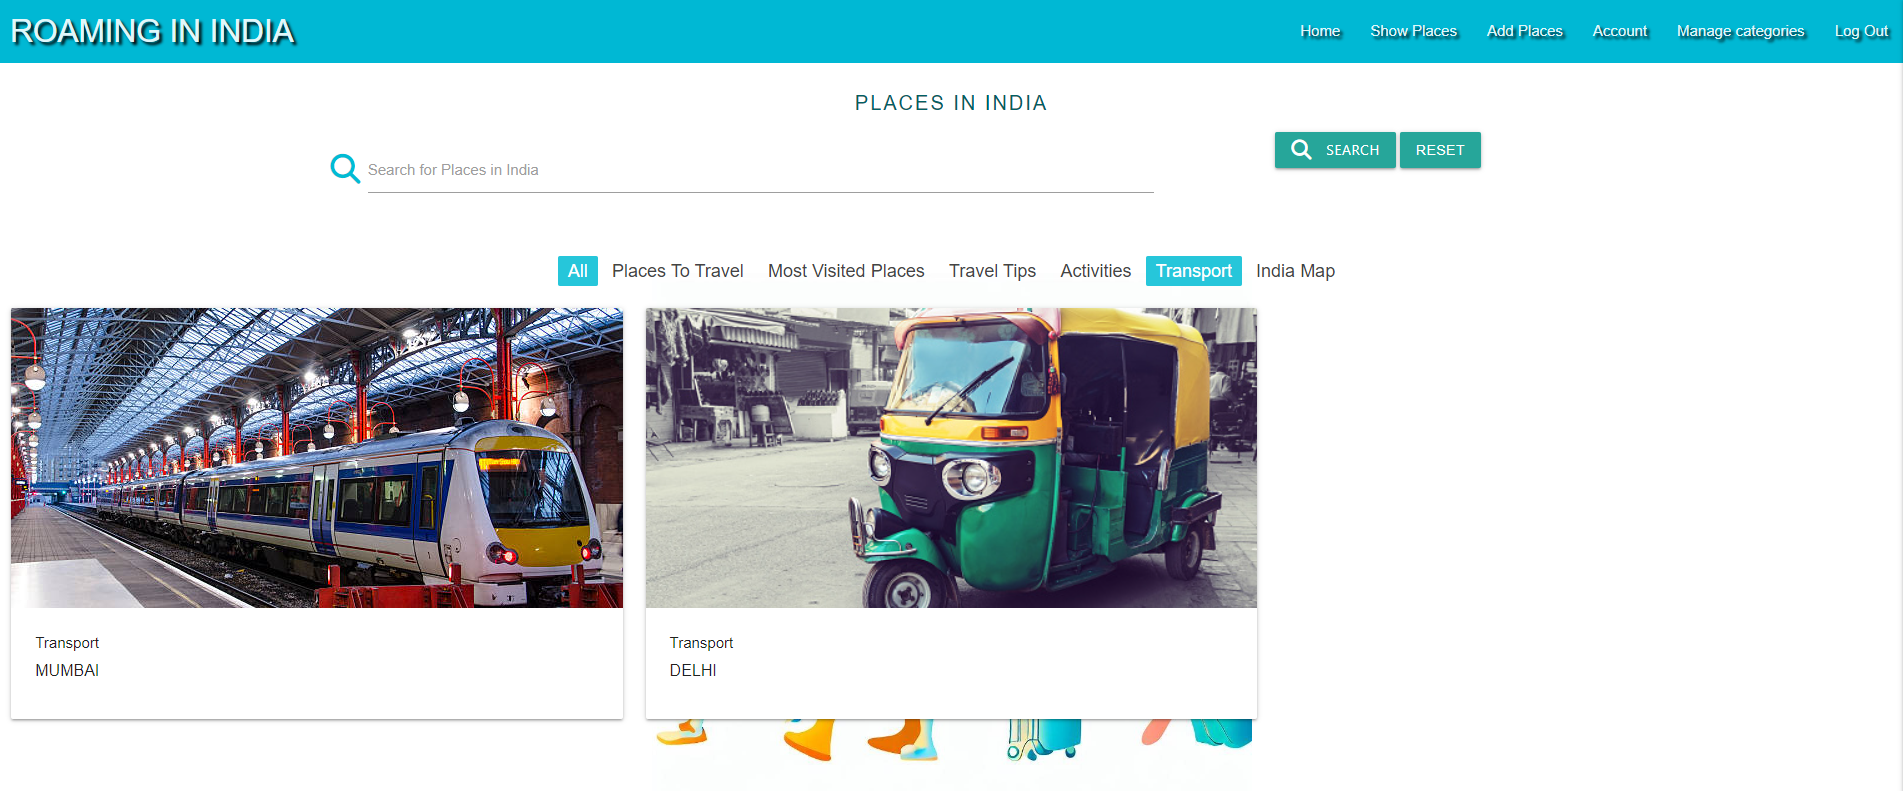 ROAMING IN INDIA
Home Show Places Add Places Account Manage categories Log Out
PLACES IN INDIA
Search for Places in India
SEARCH RESET
All Places To Travel Most Visited Places Travel Tips Activities Transport India Map
Transport
MUMBAI
Transport
DELHI